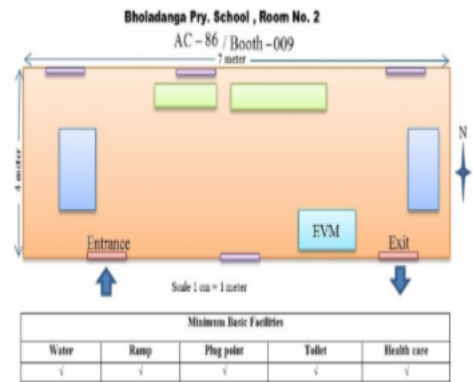 Bholadanga Pry. School , Room No. 2
AC – 86 / Booth -009
7 meter
4 meter
N
EVM
Entrance
Exit
Scale 1 cm = 1 meter
Minimum Basic Facilities
Water Ramp Plug point Toilet Health care
√ √ √ √ √